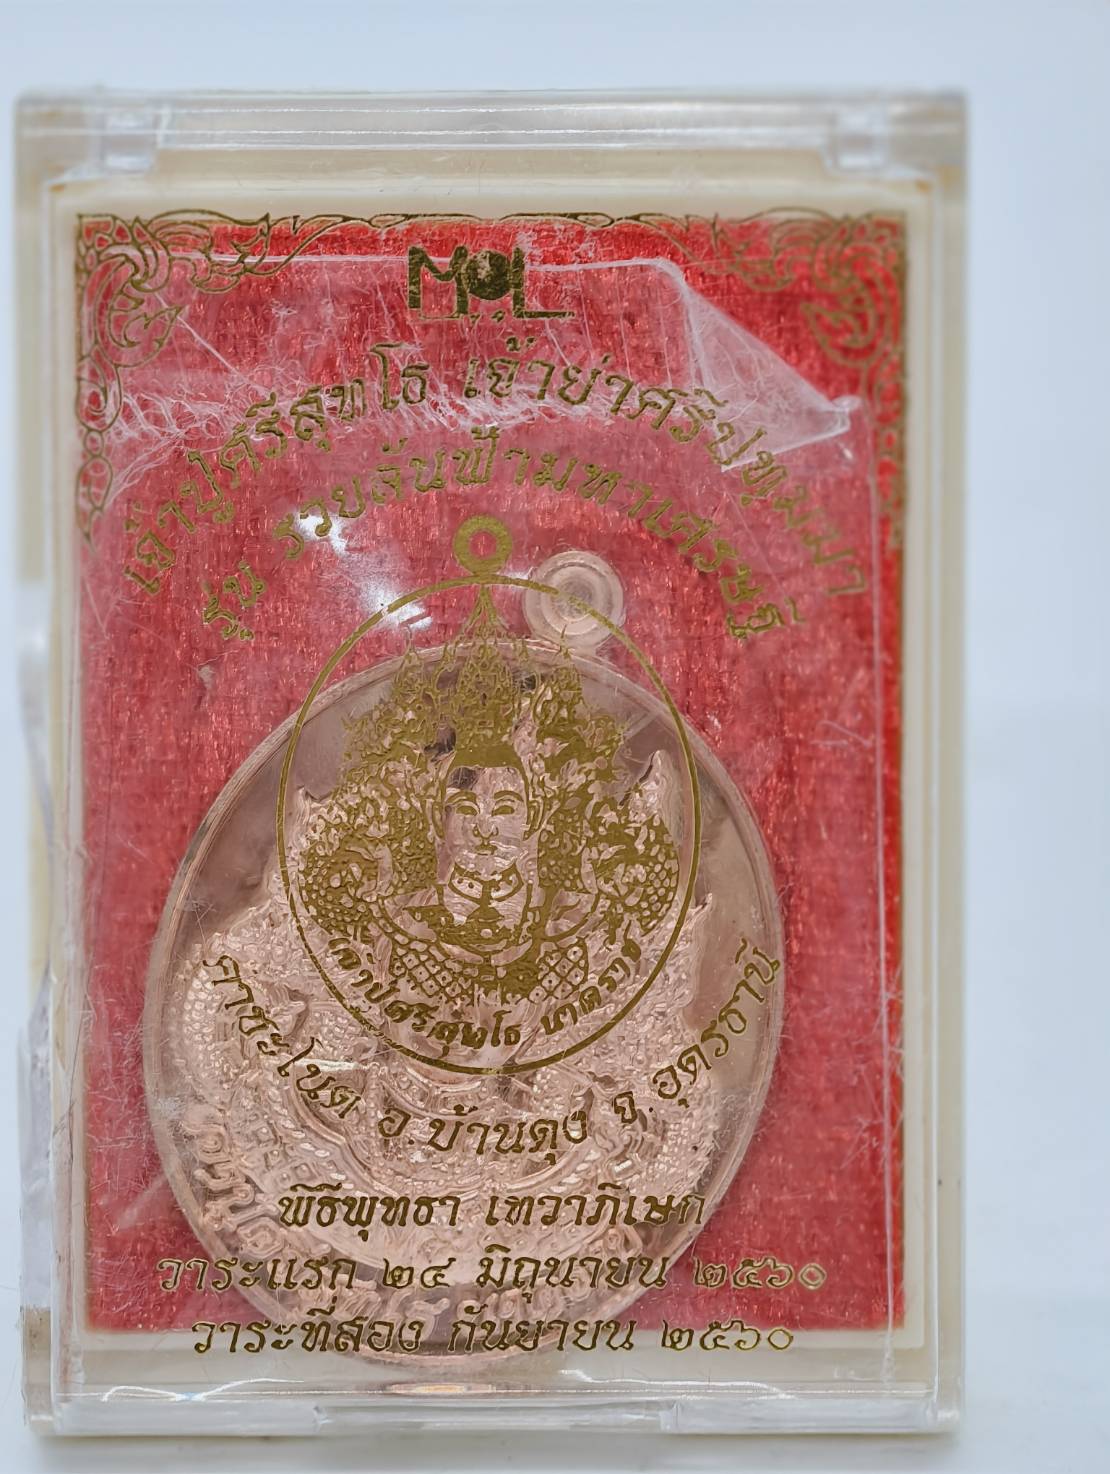 เจ้าปู่ศรีสุทโธ เจ้าย่าศรีปทุมมา
รุ่น รวยล้นฟ้ามหาเศรษฐี
เจ้าปู่ศรีสุทโธ นาคราช
คำชะโนด อ.บ้านดุง จ.อุดรธานี
พิธีพุทธา เทวาภิเษก
วาระแรก ๒๔ มิถุนายน ๒๕๖๐
วาระที่สอง กันยายน ๒๕๖๐